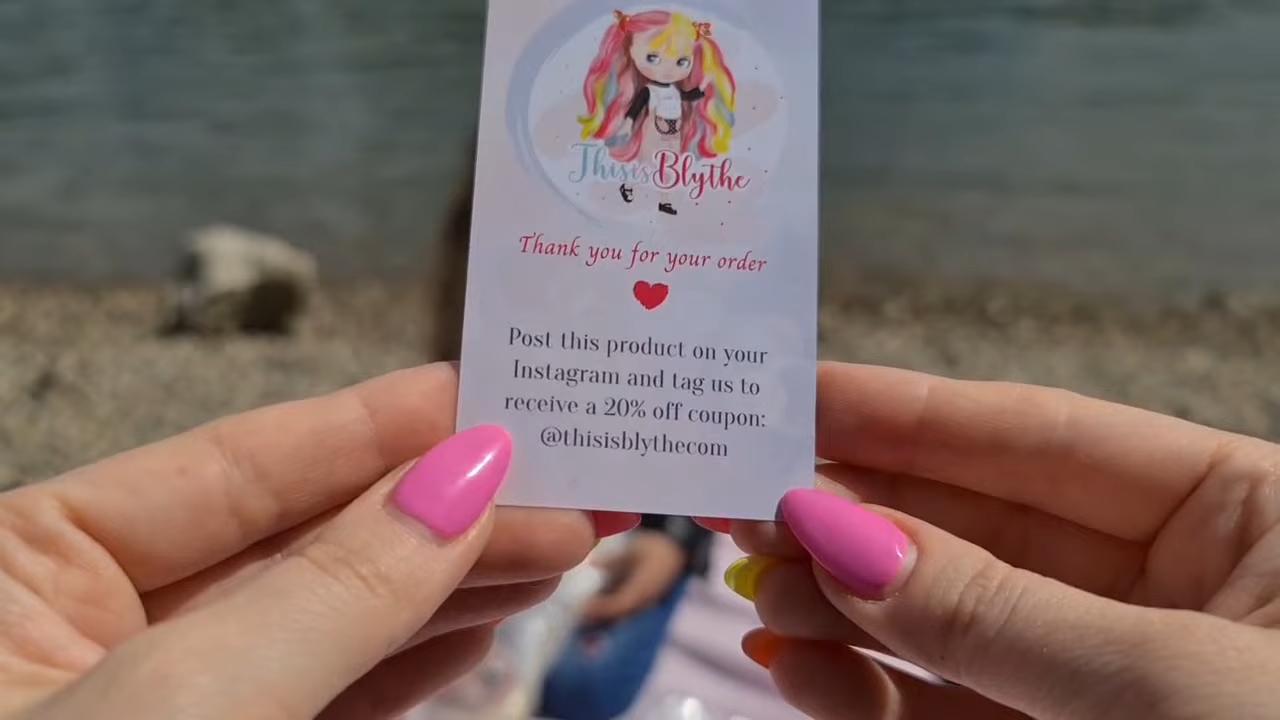 ThisisBlythe
Thank you for your order
Post this product on your
Instagram and tag us to
receive a 20% off coupon:
@thisisblythecom